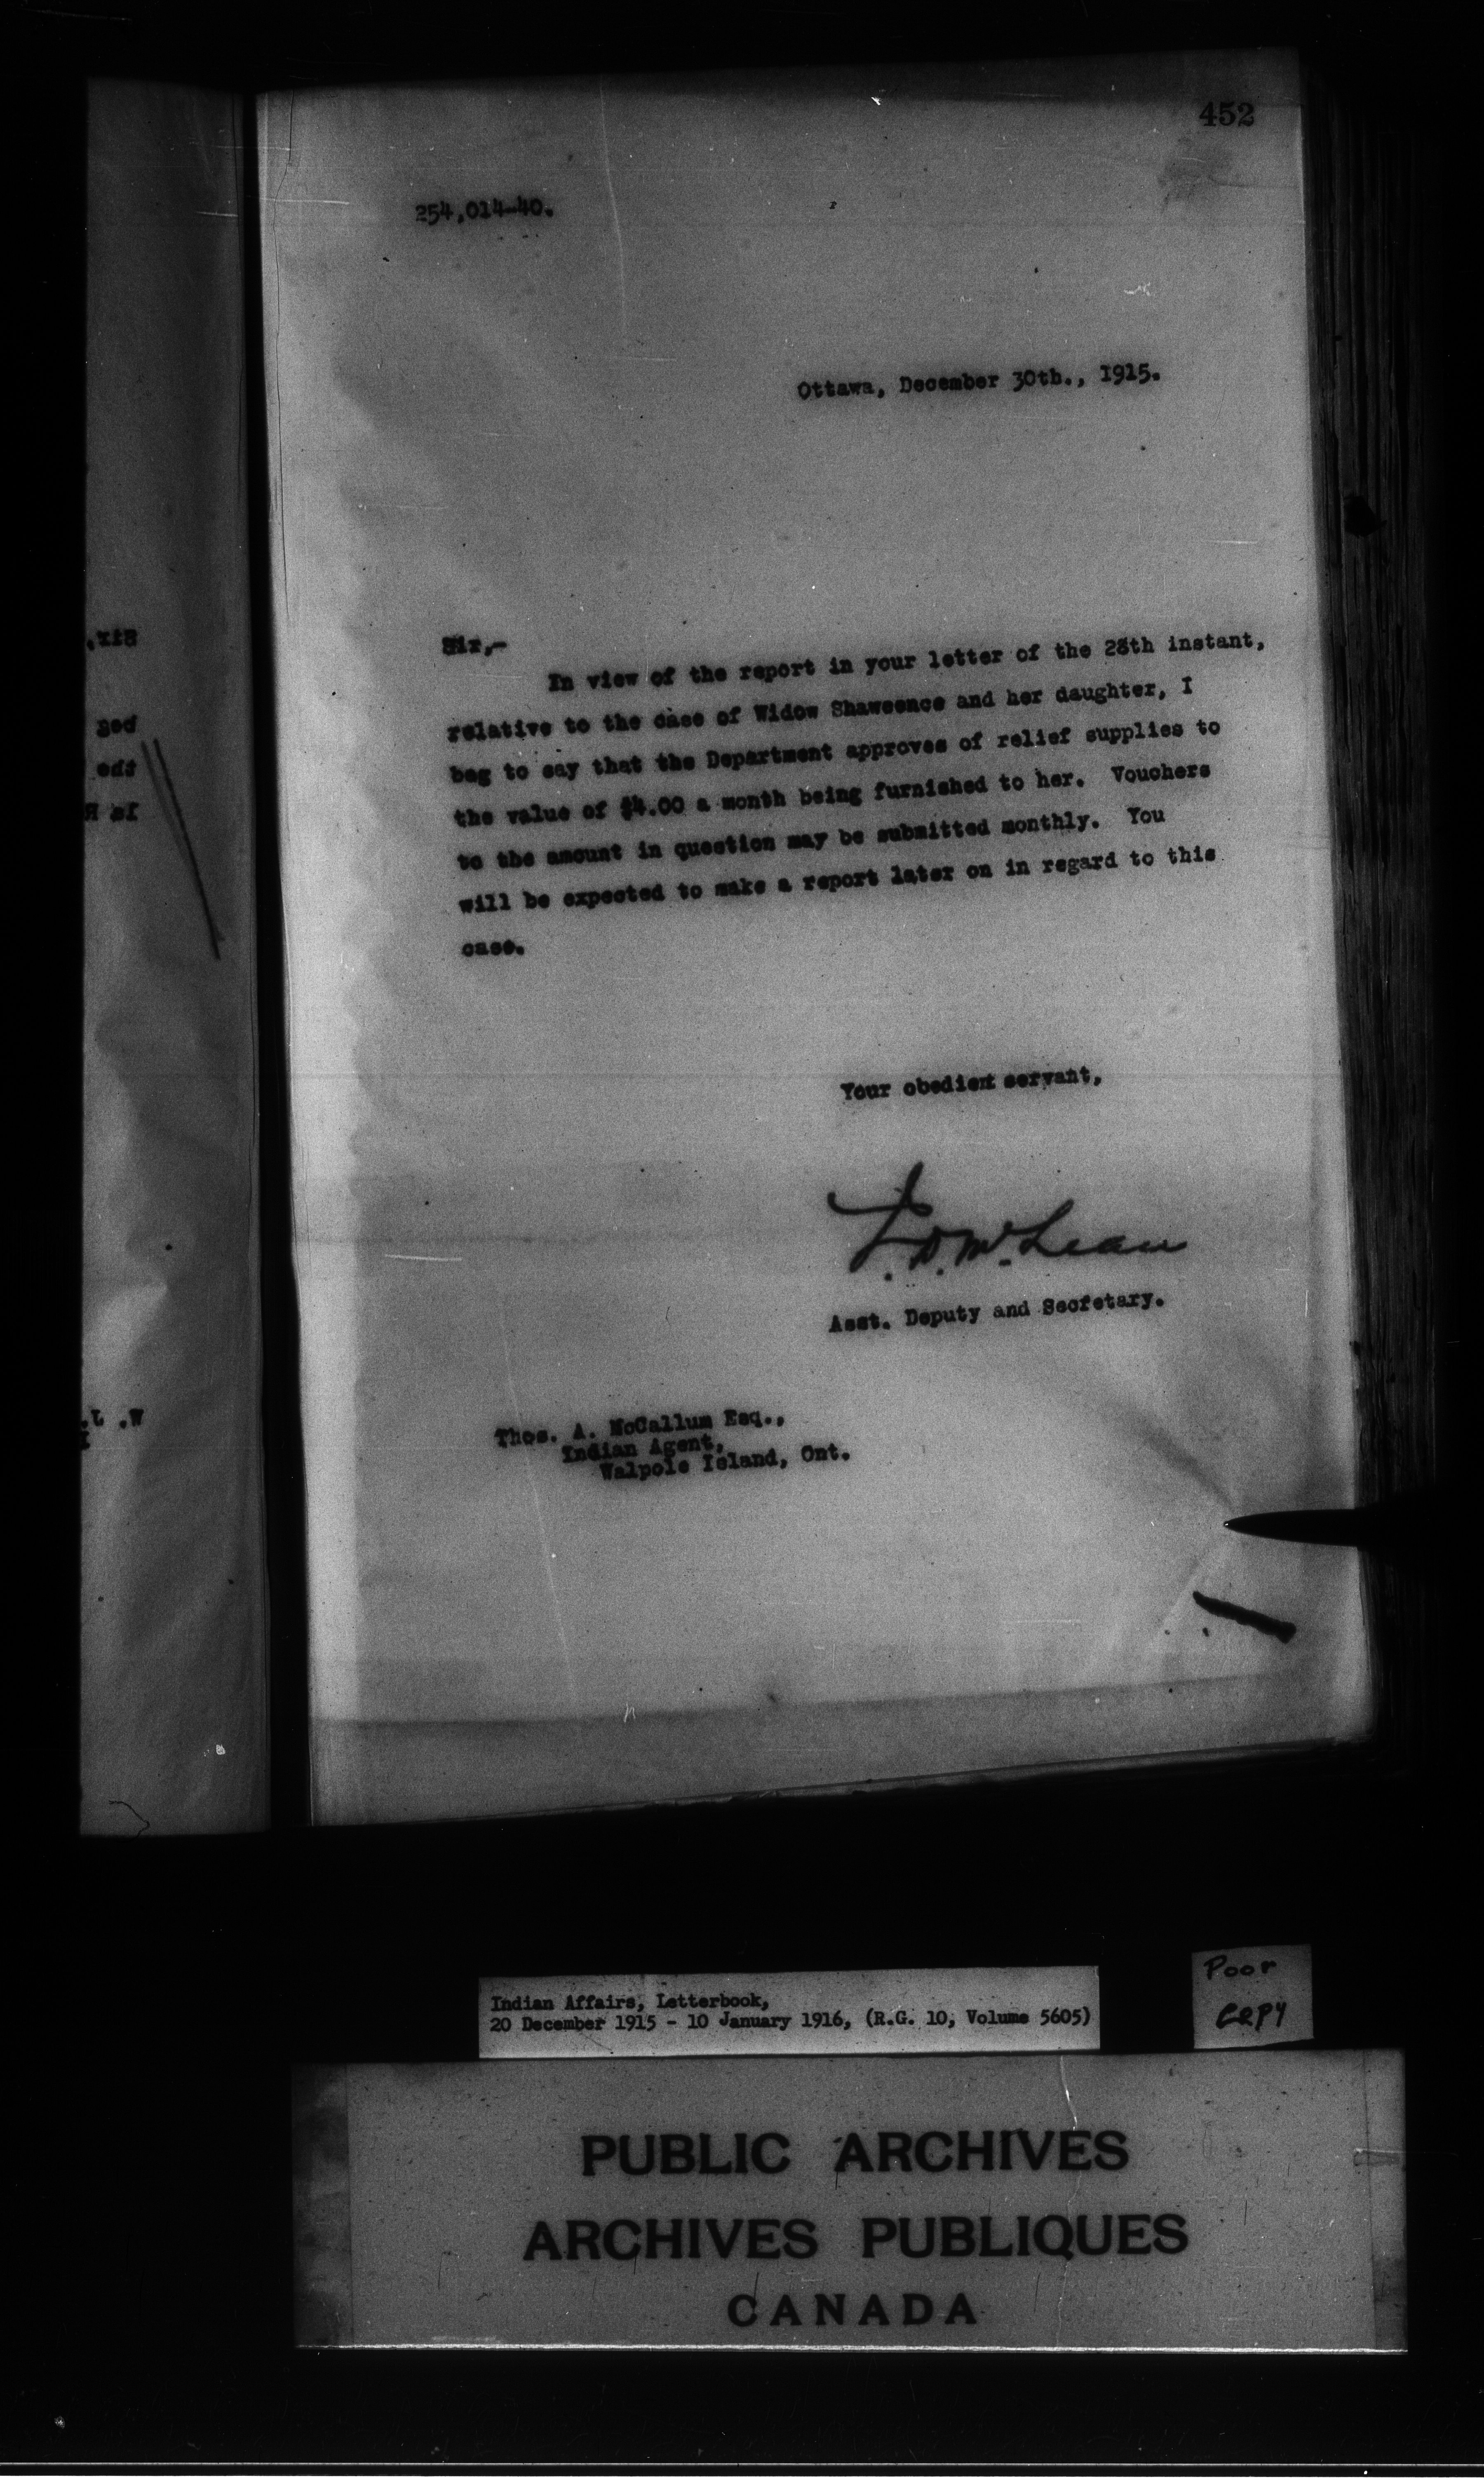 452
254,014-40.
Ottawa, December 30th., 1915.
Sir,-
In view of the report in your letter of the 28th instant,
relative to the case of Widow Shaweence and her daughter, I
beg to say that the Department approves of relief supplies to
the value of $4.00 a month being furnished to her. Vouchers
to the amount in question may be submitted monthly. You
will be expected to make a report later on in regard to this
case.
Your obedient servant,
J. D. McLean
Asst. Deputy and Secretary.
Thos. A. McCallum Esq.,
Indian Agent,
Walpole Island, Ont.
Indian Affairs, Letterbook,
20 December 1915 - 10 January 1916, (R.G. 10, Volume 5605)
Poor
copy
PUBLIC ARCHIVES
ARCHIVES PUBLIQUES
CANADA